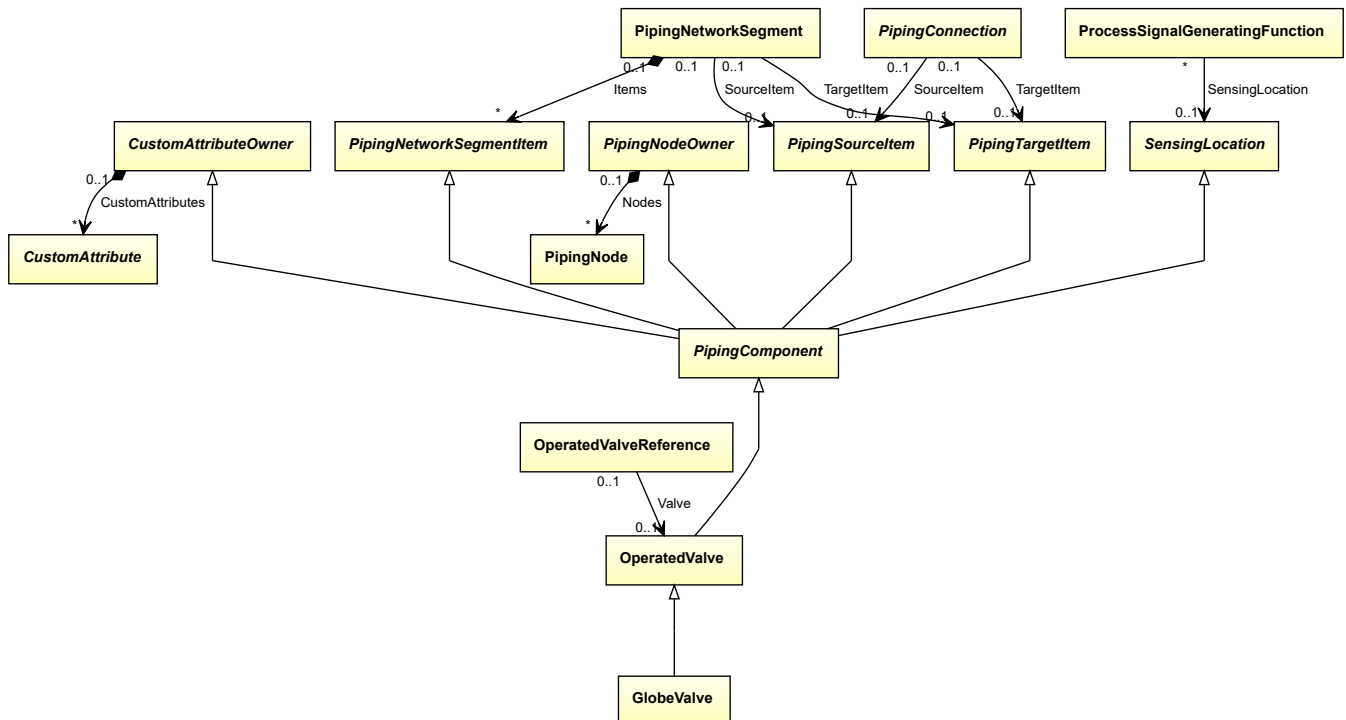 PipingNetworkSegment
PipingConnection
ProcessSignalGeneratingFunction
0..1
0..1
0..1
0..1
0..1
*
Items
SourceItem
TargetItem
SourceItem
TargetItem
SensingLocation
*
0..1
0..1
0..1
0..1
0..1
CustomAttributeOwner
PipingNetworkSegmentItem
PipingNodeOwner
PipingSourceItem
PipingTargetItem
SensingLocation
0..1
0..1
CustomAttributes
Nodes
*
*
CustomAttribute
PipingNode
PipingComponent
OperatedValveReference
0..1
Valve
0..1
OperatedValve
GlobeValve